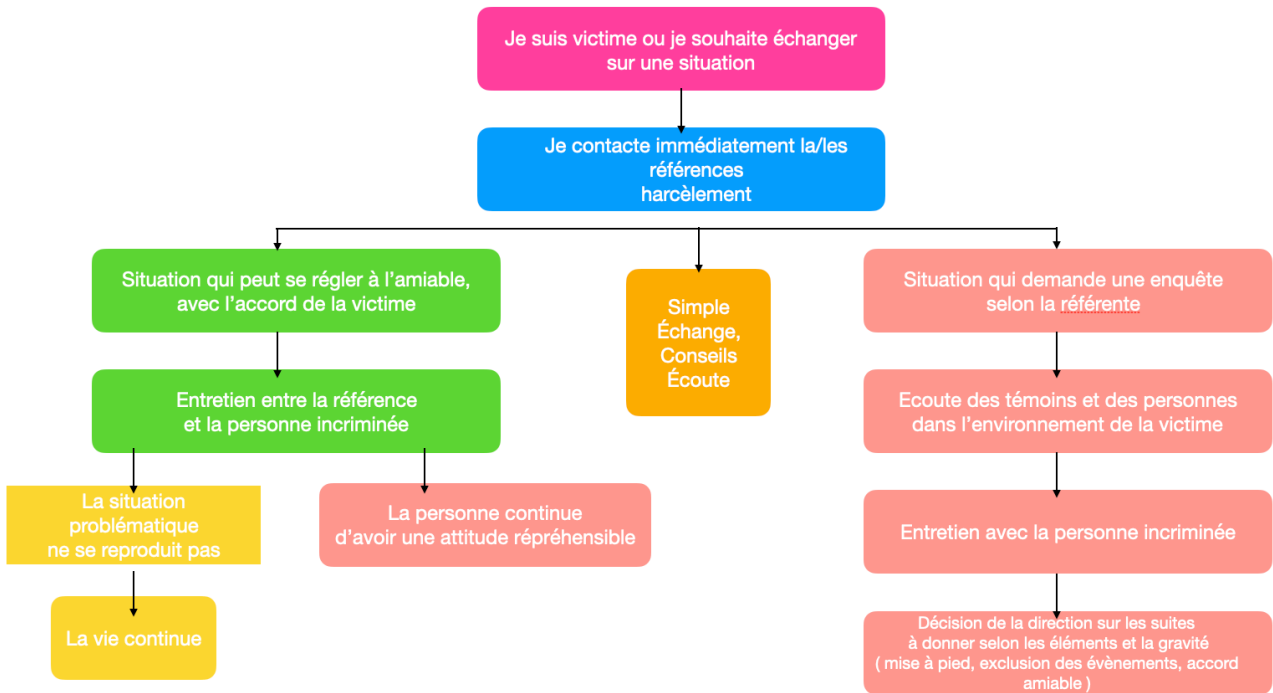 Je suis victime ou je souhaite échanger
sur une situation
Je contacte immédiatement la/les
références
harcèlement
Situation qui peut se régler à l'amiable,
avec l'accord de la victime
Simple
Échange,
Conseils
Écoute
Situation qui demande une enquête
selon la référente
Entretien entre la référence
et la personne incriminée
Ecoute des témoins et des personnes
dans l'environnement de la victime
La situation
problématique
ne se reproduit pas
La personne continue
d'avoir une attitude répréhensible
Entretien avec la personne incriminée
La vie continue
Décision de la direction sur les suites
à donner selon les éléments et la gravité
( mise à pied, exclusion des évènements, accord
amiable )